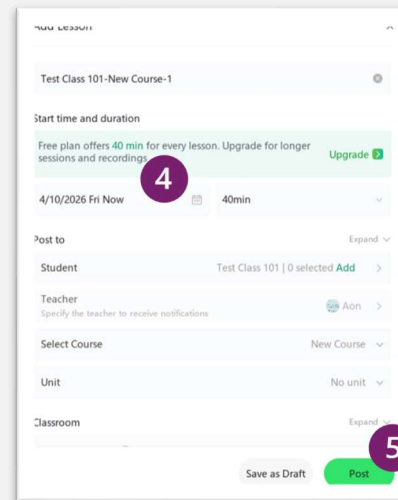 Add Lesson
Test Class 101-New Course-1
Start time and duration
Free plan offers 40 min for every lesson. Upgrade for longer
sessions and recordings
Upgrade
4
4/10/2026 Fri Now
40min
Post to
Expand
Student
Test Class 101 | 0 selected Add
Teacher
Specify the teacher to receive notifications
Aon
Select Course
New Course
Unit
No unit
Classroom
Expand
5
Save as Draft
Post